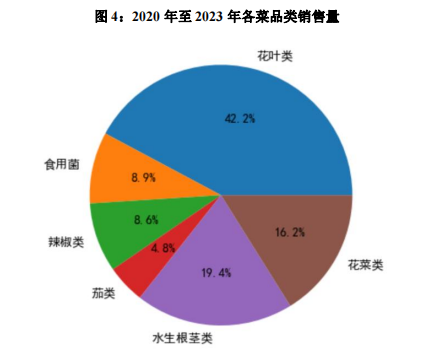 图 4：2020 年至 2023 年各菜品类销售量
花叶类
42.2%
食用菌
8.9%
辣椒类
8.6%
茄类
4.8%
水生根茎类
19.4%
花菜类
16.2%